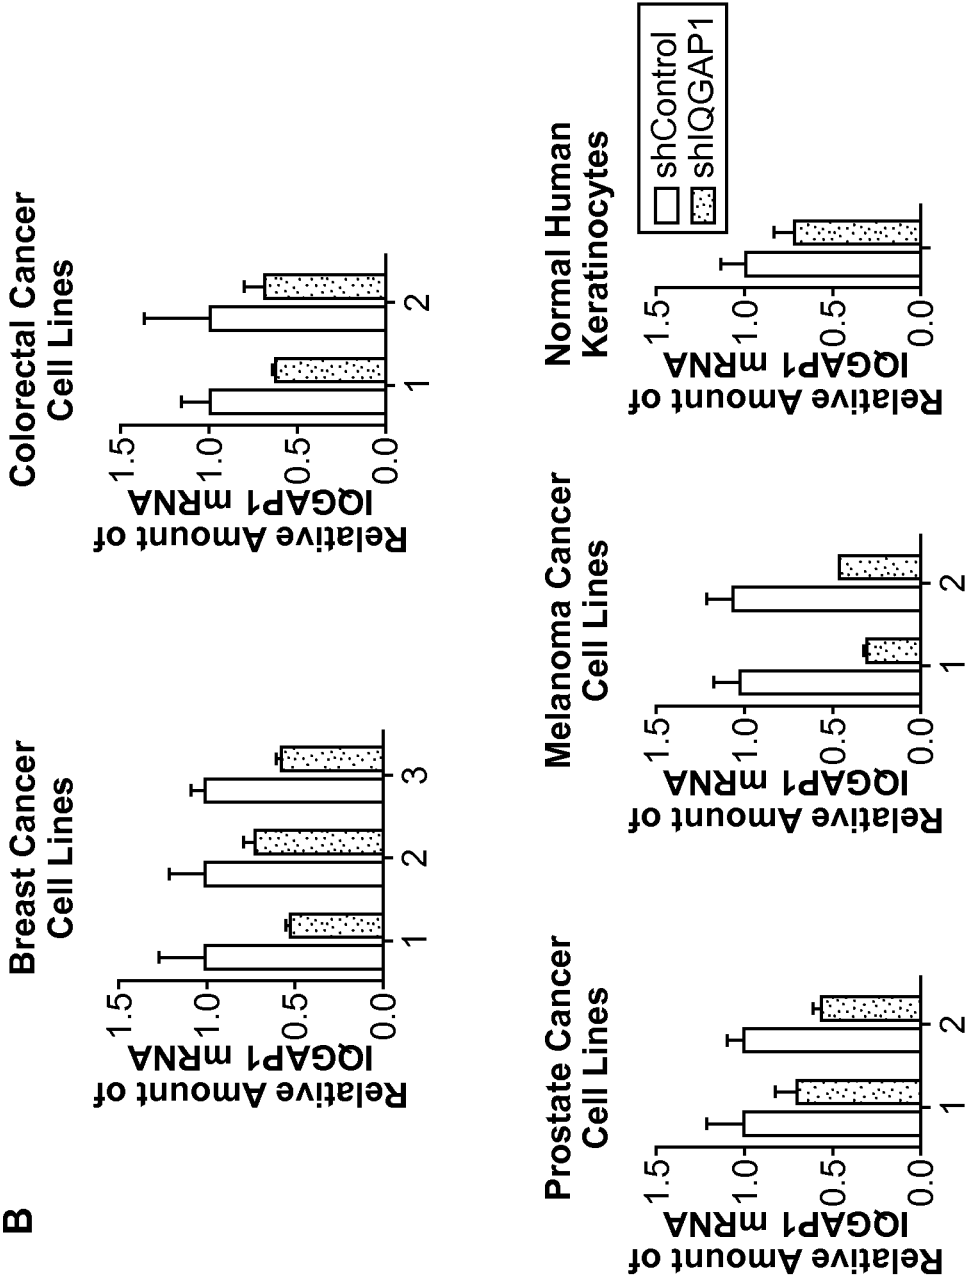 B
Breast Cancer
Cell Lines
Relative Amount of
IQGAP1 mRNA
1.5
1.0
0.5
0.0
1
2
3
Colorectal Cancer
Cell Lines
Relative Amount of
IQGAP1 mRNA
1.5
1.0
0.5
0.0
1
2
Prostate Cancer
Cell Lines
Relative Amount of
IQGAP1 mRNA
1.5
1.0
0.5
0.0
1
2
Melanoma Cancer
Cell Lines
Relative Amount of
IQGAP1 mRNA
1.5
1.0
0.5
0.0
1
2
Normal Human
Keratinocytes
Relative Amount of
IQGAP1 mRNA
1.5
1.0
0.5
0.0
shControl
shIQGAP1